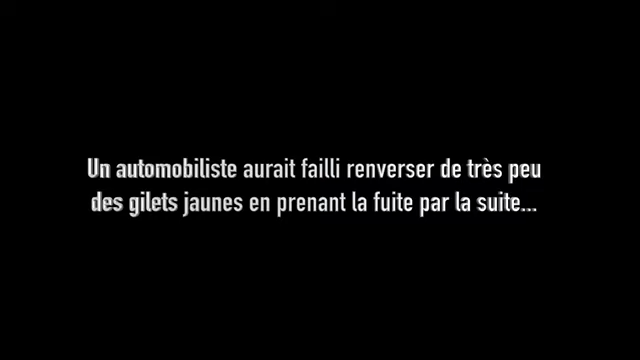 Un automobiliste aurait failli renverser de très peu
des gilets jaunes en prenant la fuite par la suite...